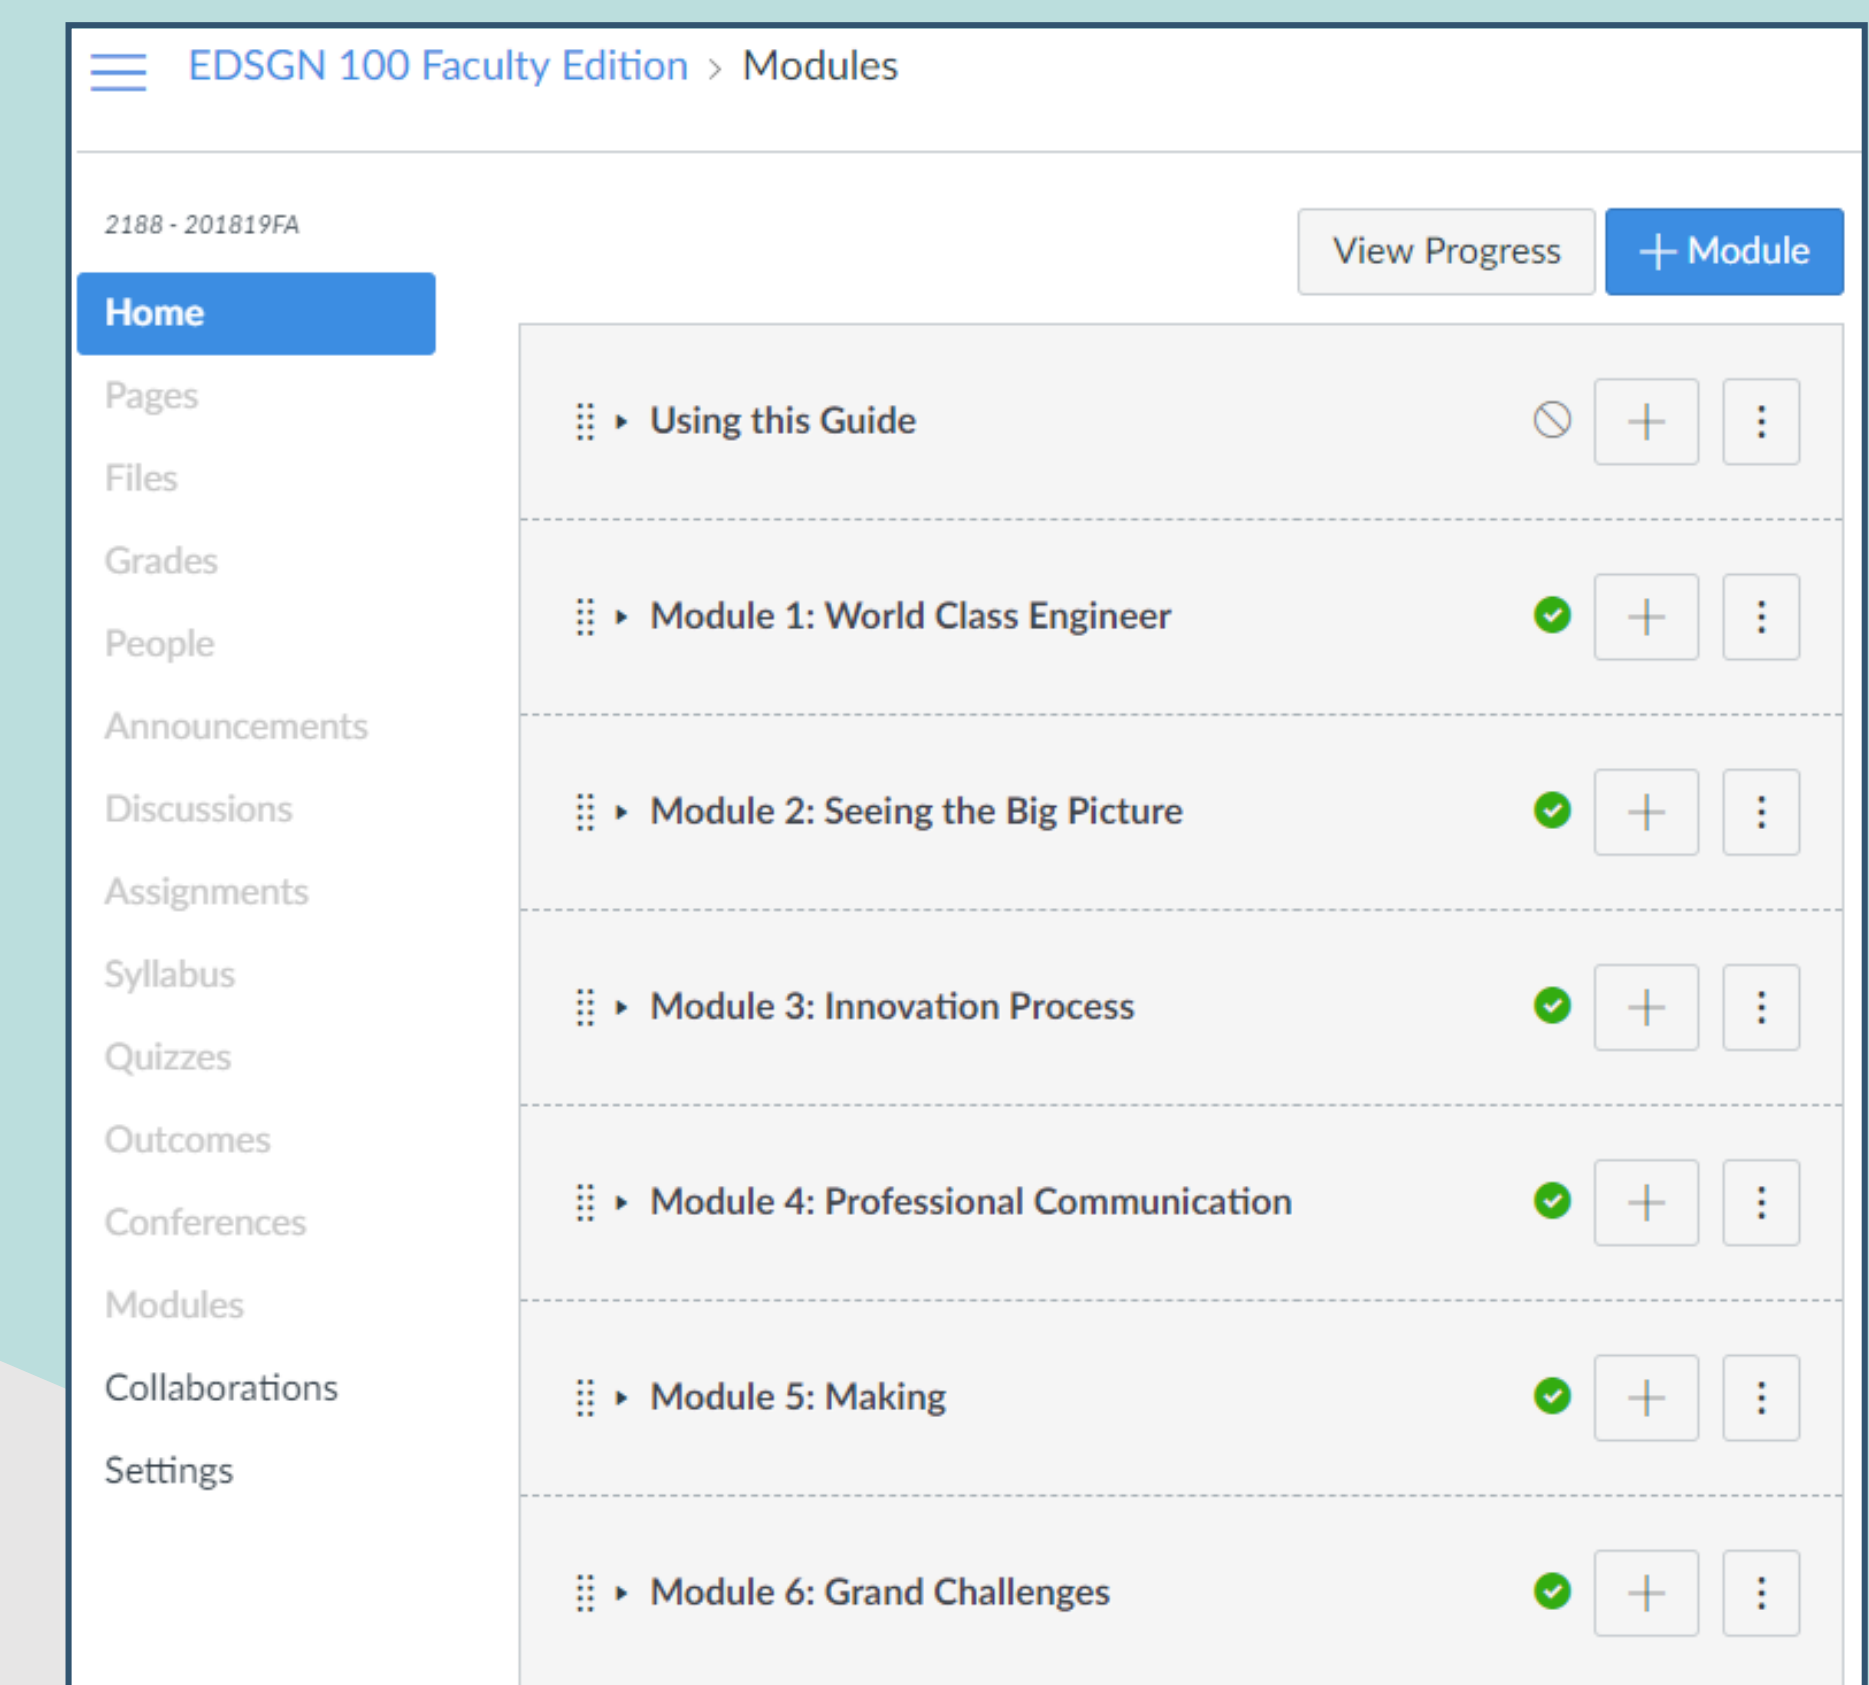 EDSGN 100 Faculty Edition > Modules
2188 - 201819FA
View Progress
+ Module
Home
Pages
Files
Grades
People
Announcements
Discussions
Assignments
Syllabus
Quizzes
Outcomes
Conferences
Modules
Collaborations
Settings
Using this Guide
Module 1: World Class Engineer
Module 2: Seeing the Big Picture
Module 3: Innovation Process
Module 4: Professional Communication
Module 5: Making
Module 6: Grand Challenges